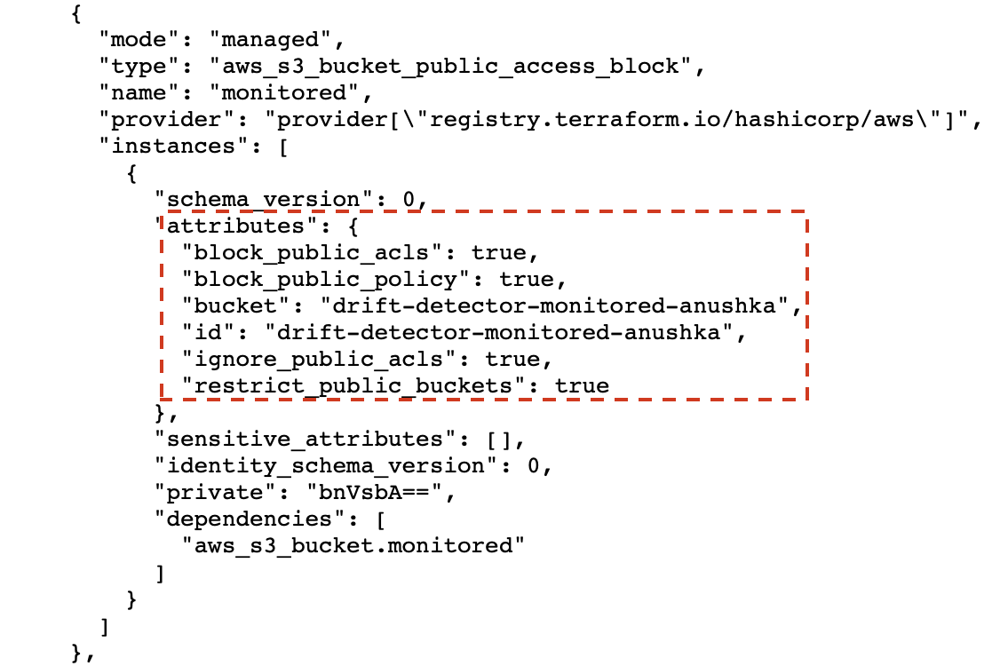 {
"mode": "managed",
"type": "aws_s3_bucket_public_access_block",
"name": "monitored",
"provider": "provider[\"registry.terraform.io/hashicorp/aws\"]",
"instances": [
{
"schema_version": 0,
"attributes": {
"block_public_acls": true,
"block_public_policy": true,
"bucket": "drift-detector-monitored-anushka",
"id": "drift-detector-monitored-anushka",
"ignore_public_acls": true,
"restrict_public_buckets": true
},
"sensitive_attributes": [],
"identity_schema_version": 0,
"private": "bnVsbA==",
"dependencies": [
"aws_s3_bucket.monitored"
]
}
]
},